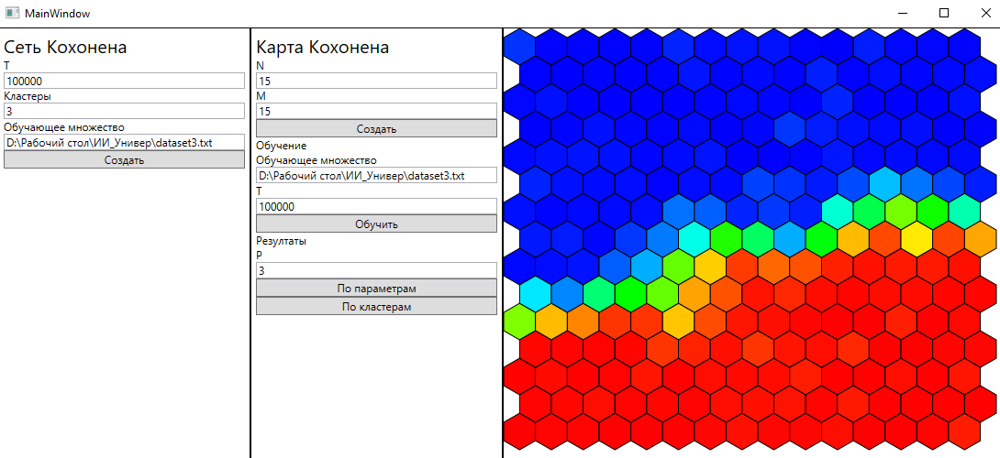 MainWindow
Сеть Кохонена
T
100000
Кластеры
3
Обучающее множество
D:\Рабочий стол\ИИ_Универ\dataset3.txt
Создать
Карта Кохонена
N
15
M
15
Создать
Обучение
Обучающее множество
D:\Рабочий стол\ИИ_Универ\dataset3.txt
T
100000
Обучить
Резултаты
P
3
По параметрам
По кластерам